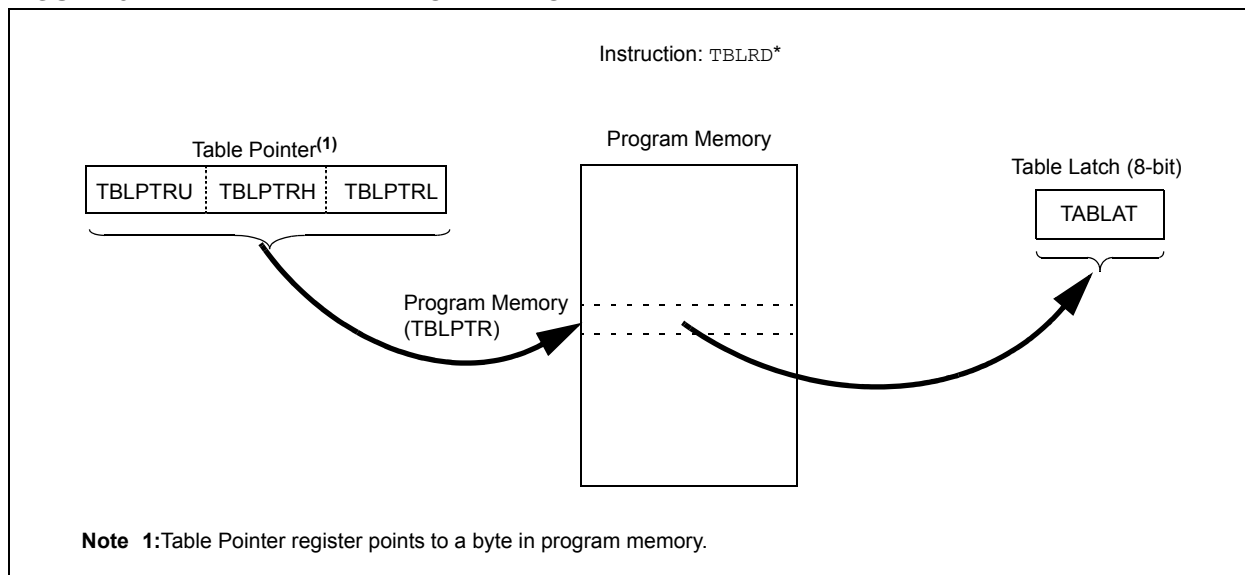 Instruction: TBLRD*
Table Pointer(1)
TBLPTRU TBLPTRH TBLPTRL
Program Memory
Table Latch (8-bit)
TABLAT
Program Memory
(TBLPTR)
Note 1:Table Pointer register points to a byte in program memory.